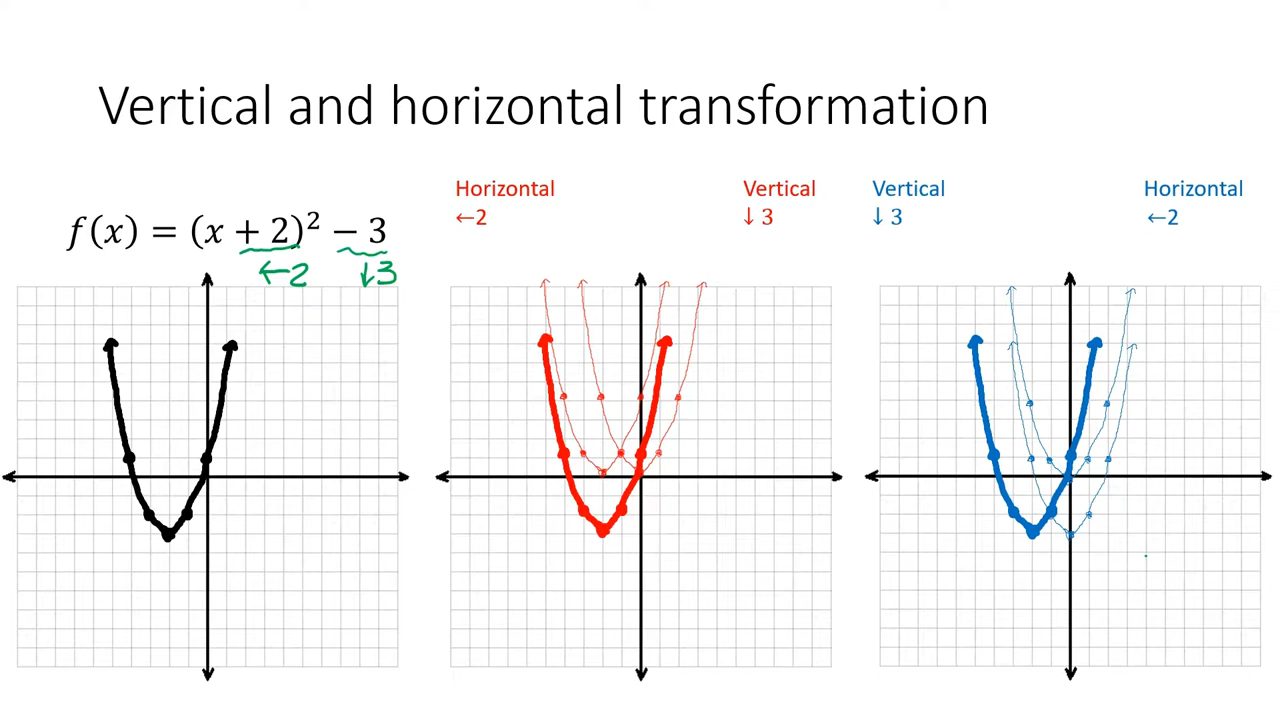 Vertical and horizontal transformation
f(x) = (x + 2)² − 3
←2 ↓3
Horizontal
←2
Vertical
↓ 3
Vertical
↓ 3
Horizontal
←2